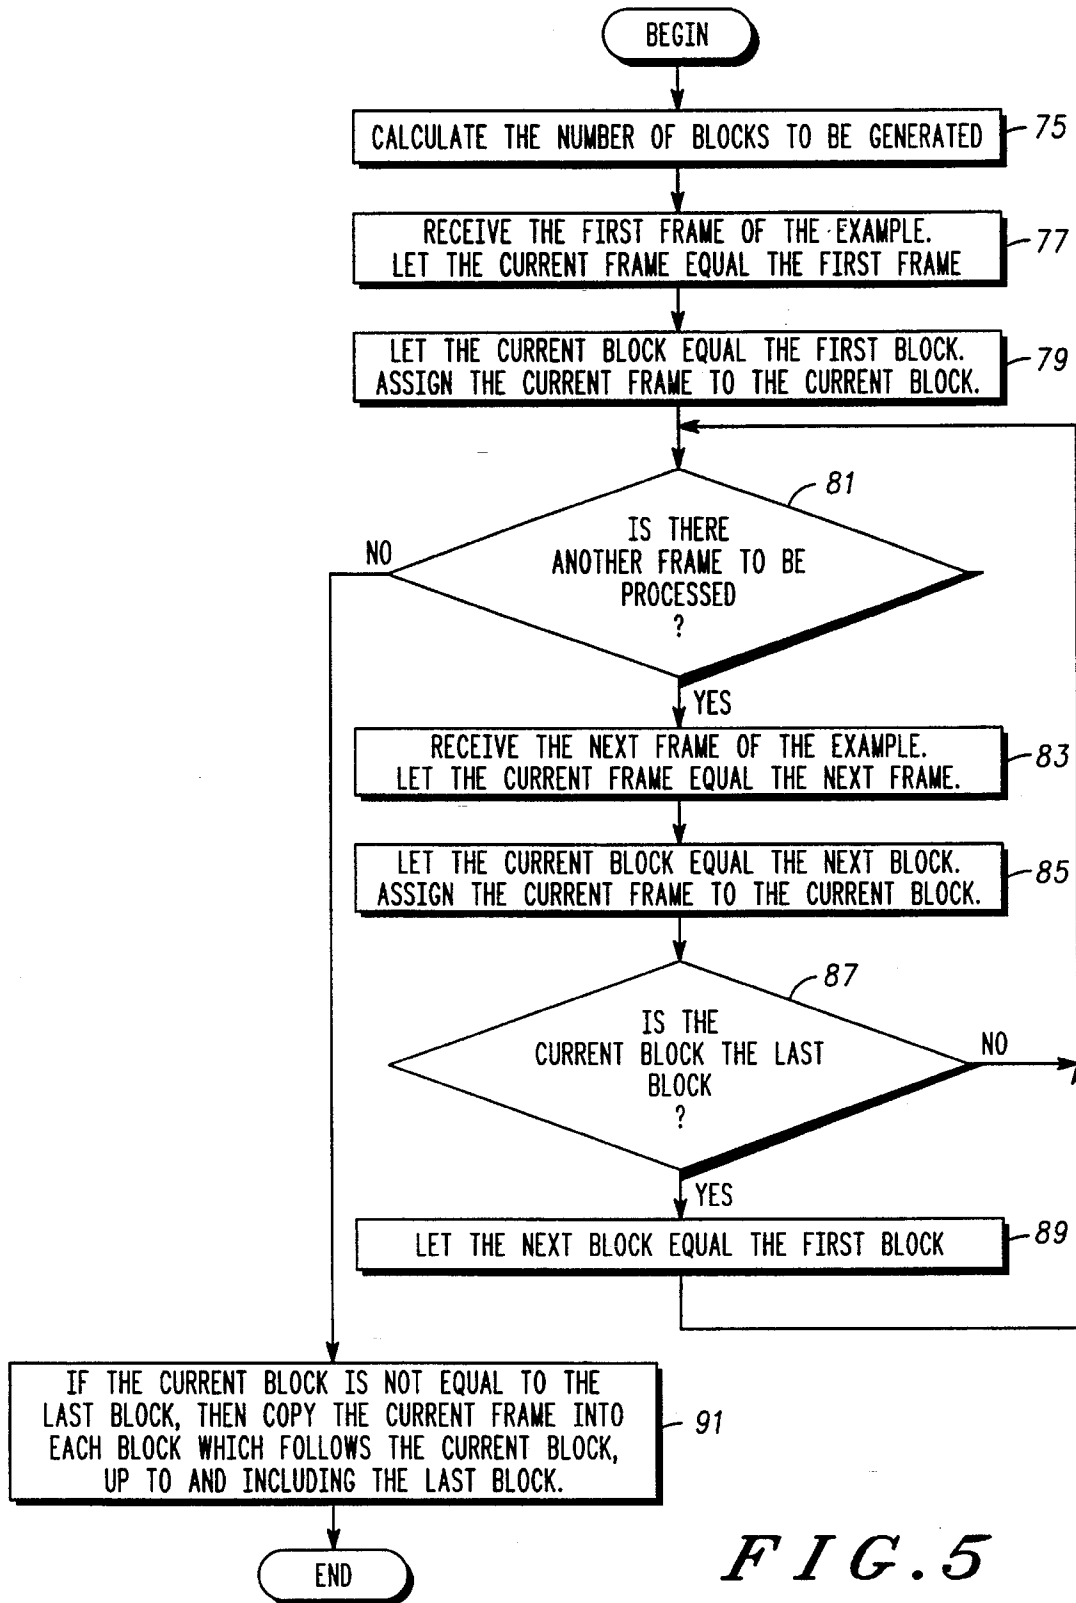 BEGIN
CALCULATE THE NUMBER OF BLOCKS TO BE GENERATED
75
RECEIVE THE FIRST FRAME OF THE EXAMPLE.
LET THE CURRENT FRAME EQUAL THE FIRST FRAME
77
LET THE CURRENT BLOCK EQUAL THE FIRST BLOCK.
ASSIGN THE CURRENT FRAME TO THE CURRENT BLOCK.
79
81
IS THERE
ANOTHER FRAME TO BE
PROCESSED
?
NO
YES
RECEIVE THE NEXT FRAME OF THE EXAMPLE.
LET THE CURRENT FRAME EQUAL THE NEXT FRAME.
83
LET THE CURRENT BLOCK EQUAL THE NEXT BLOCK.
ASSIGN THE CURRENT FRAME TO THE CURRENT BLOCK.
85
87
IS THE
CURRENT BLOCK THE LAST
BLOCK
?
NO
YES
LET THE NEXT BLOCK EQUAL THE FIRST BLOCK
89
IF THE CURRENT BLOCK IS NOT EQUAL TO THE
LAST BLOCK, THEN COPY THE CURRENT FRAME INTO
EACH BLOCK WHICH FOLLOWS THE CURRENT BLOCK,
UP TO AND INCLUDING THE LAST BLOCK.
91
END
FIG.5